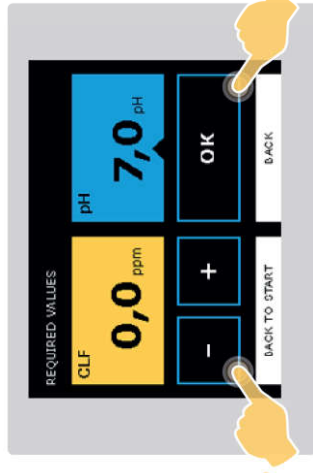 REQUIRED VALUES
CLF
0,0 ppm
pH
7,0 pH
–
+
OK
BACK TO START
BACK